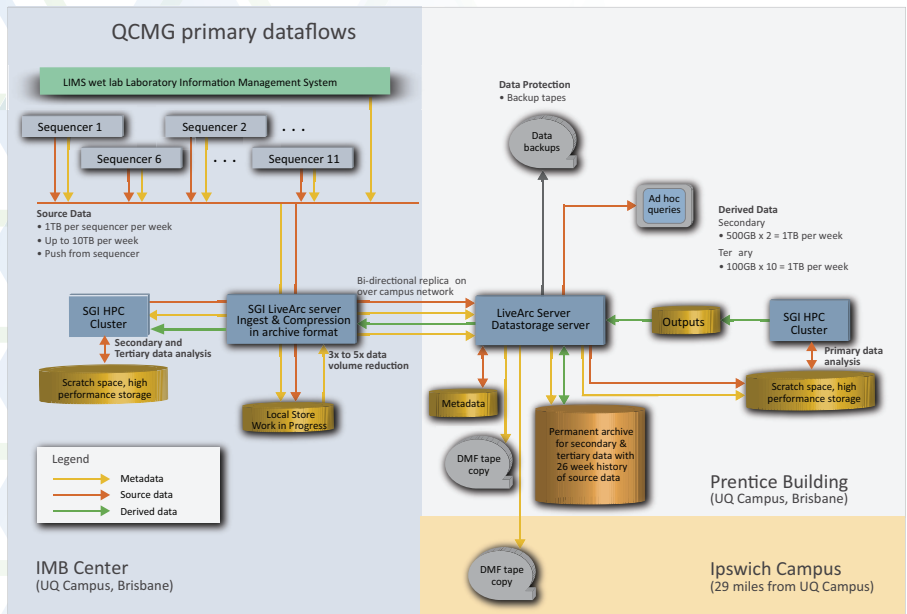 QCMG primary dataflows
LIMS wet lab Laboratory Information Management System
Sequencer 1
Sequencer 2
. . .
Sequencer 6
. . .
Sequencer 11
Source Data
• 1TB per sequencer per week
• Up to 10TB per week
• Push from sequencer
SGI HPC
Cluster
SGI LiveArc server
Ingest & Compression
in archive format
Secondary and
Tertiary data analysis
Scratch space, high
performance storage
3x to 5x data
volume reduction
Local Store
Work in Progress
Legend
Metadata
Source data
Derived data
IMB Center
(UQ Campus, Brisbane)
Data Protection
• Backup tapes
Data
backups
Ad hoc
queries
Derived Data
Secondary
• 500GB x 2 = 1TB per week
Ter ary
• 100GB x 10 = 1TB per week
Bi-directional replica on
over campus network
LiveArc Server
Datastorage server
Outputs
SGI HPC
Cluster
Primary data
analysis
Scratch space, high
performance storage
Metadata
DMF tape
copy
Permanent archive
for secondary &
tertiary data with
26 week history
of source data
Prentice Building
(UQ Campus, Brisbane)
DMF tape
copy
Ipswich Campus
(29 miles from UQ Campus)